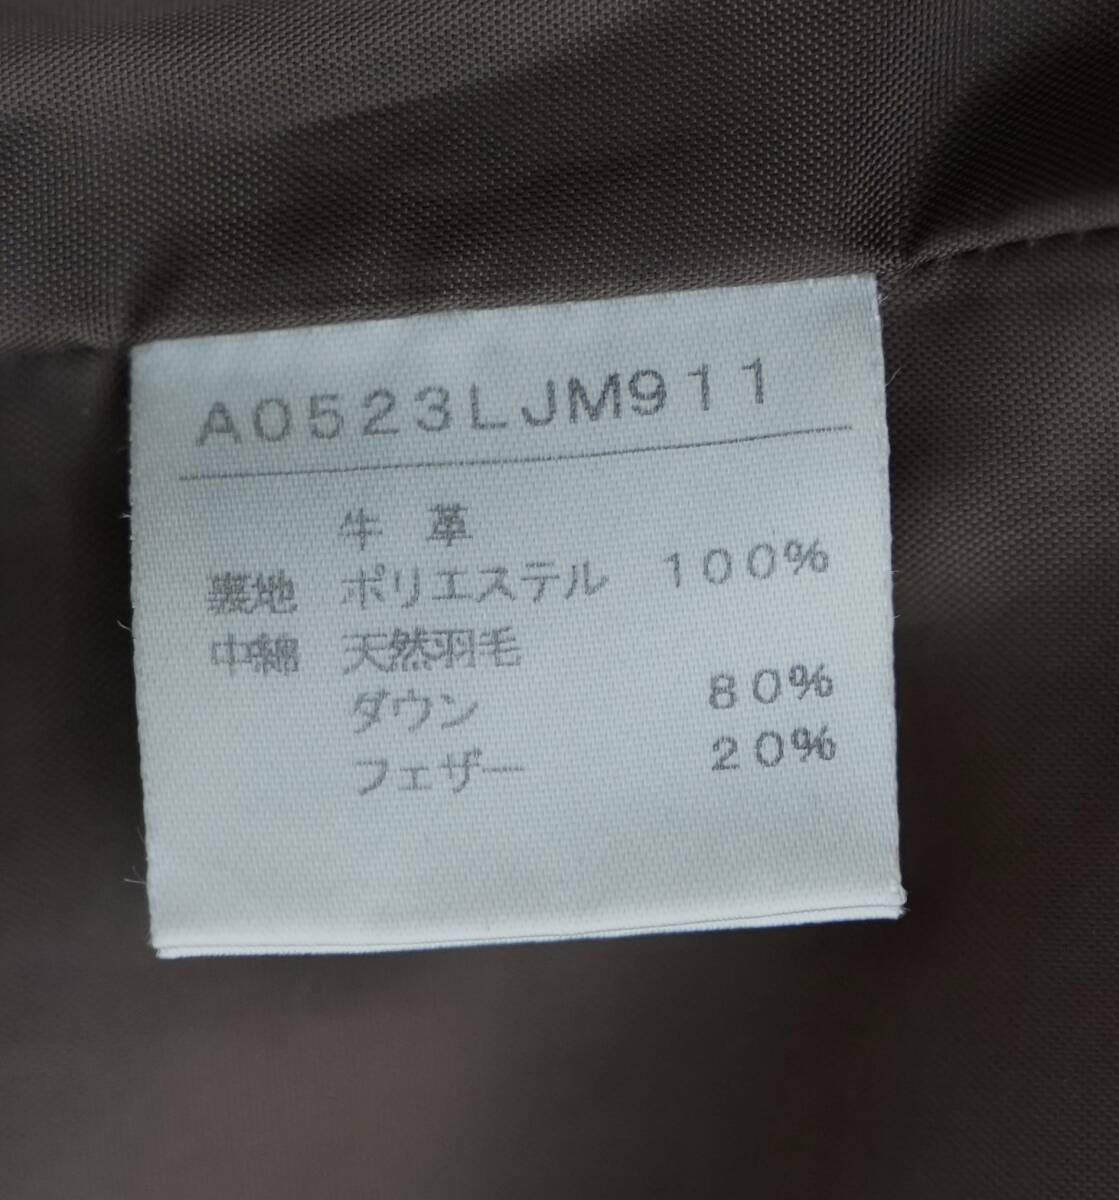 A0523LJM911
牛 革
裏地 ポリエステル 100%
中綿 天然羽毛
ダウン 80%
フェザー 20%